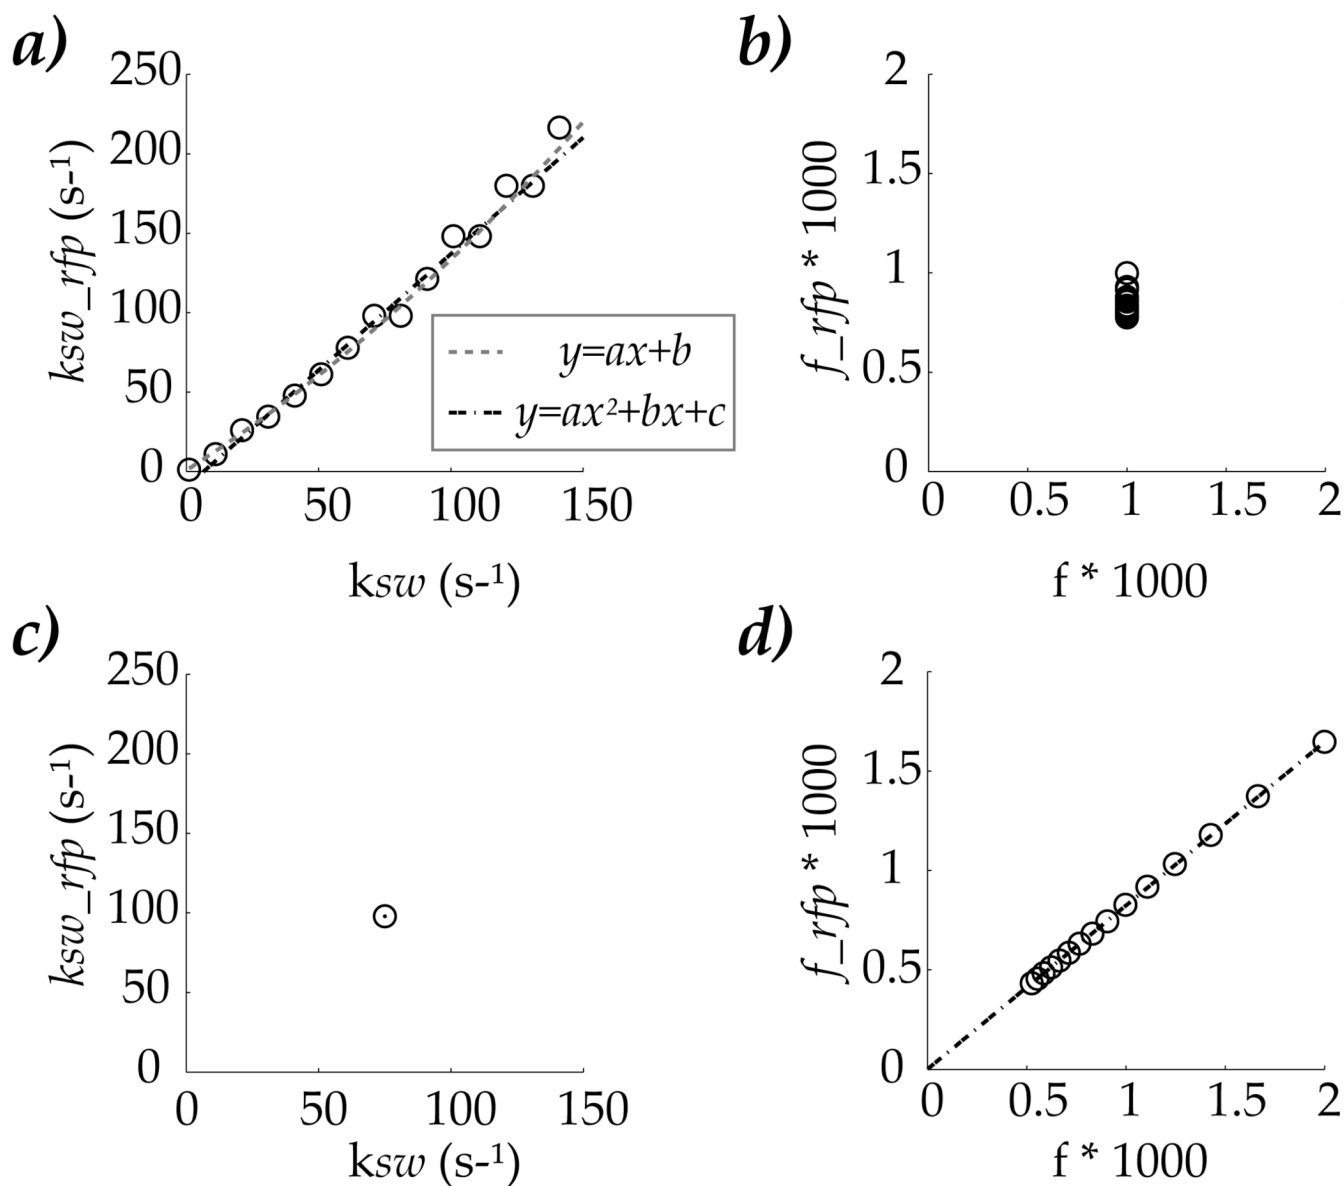 a)
250
200
150
100
50
0
ksw_rfp (s-1)
y=ax+b
y=ax²+bx+c
0 50 100 150
ksw (s-1)
b)
2
1.5
1
0.5
0
f_rfp * 1000
0 0.5 1 1.5 2
f * 1000
c)
250
200
150
100
50
0
ksw_rfp (s-1)
0 50 100 150
ksw (s-1)
d)
2
1.5
1
0.5
0
f_rfp * 1000
0 0.5 1 1.5 2
f * 1000